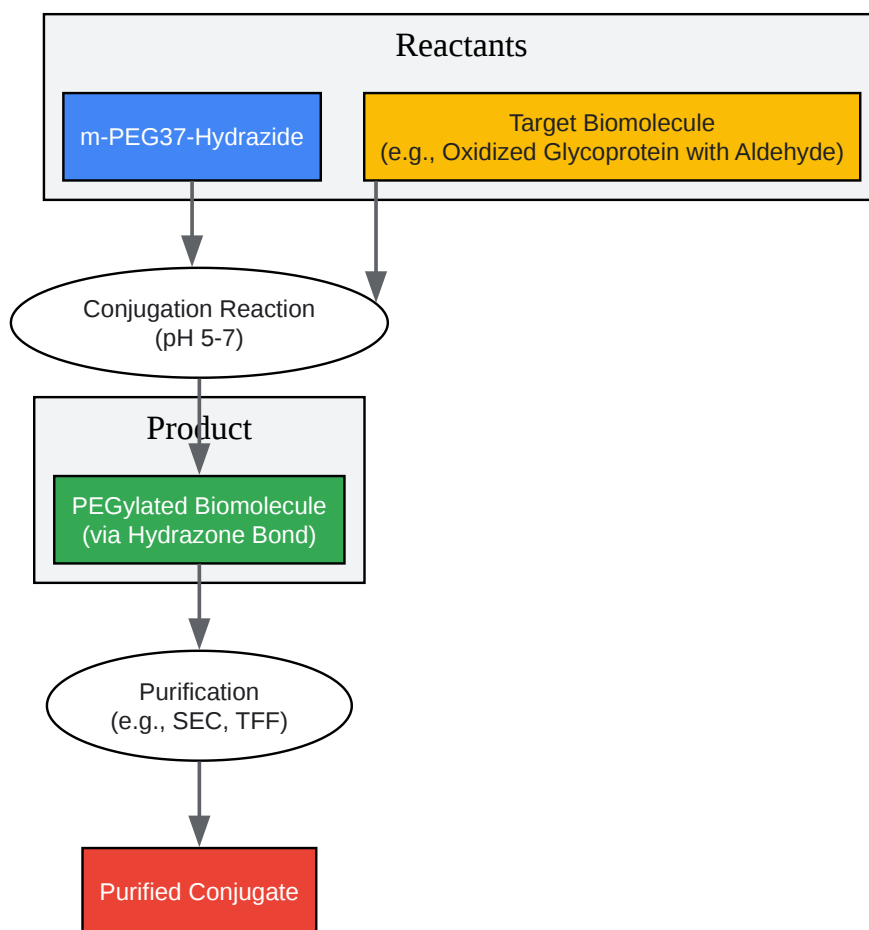 Reactants
m-PEG37-Hydrazide
Target Biomolecule
(e.g., Oxidized Glycoprotein with Aldehyde)
Conjugation Reaction
(pH 5-7)
Product
PEGylated Biomolecule
(via Hydrazone Bond)
Purification
(e.g., SEC, TFF)
Purified Conjugate